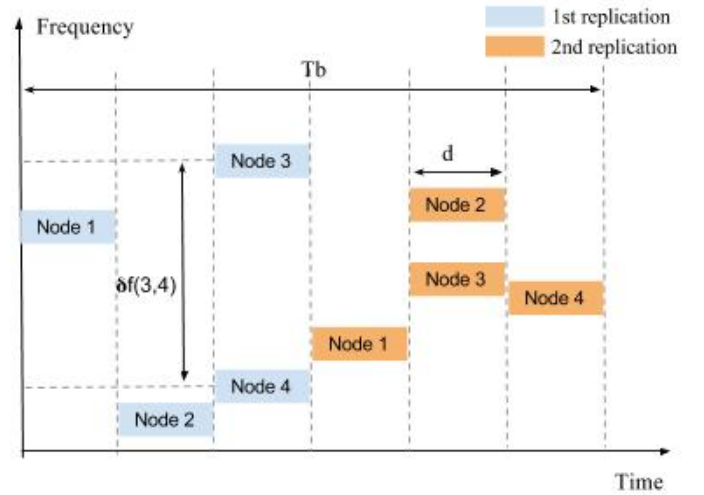 Frequency
1st replication
2nd replication
Tb
Node 3
d
Node 2
Node 1
δf(3,4)
Node 3
Node 4
Node 1
Node 4
Node 2
Time